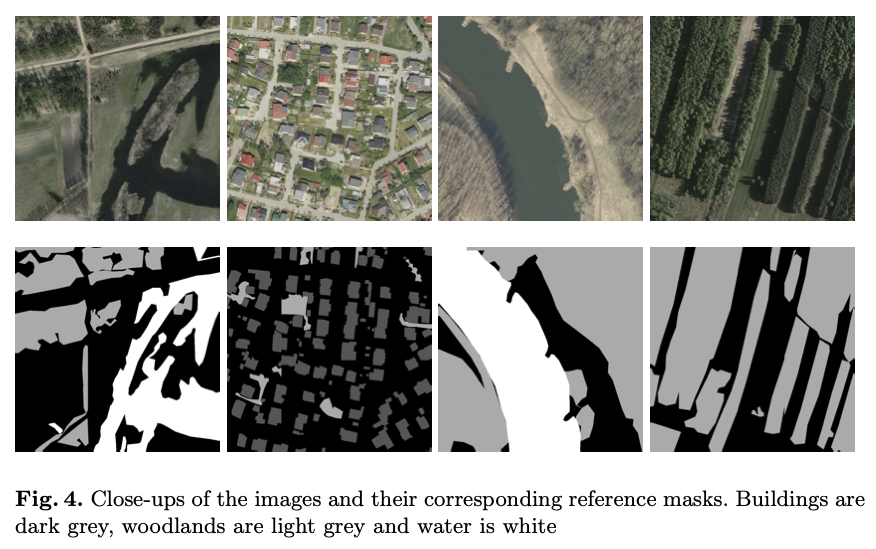 Fig. 4. Close-ups of the images and their corresponding reference masks. Buildings are
dark grey, woodlands are light grey and water is white